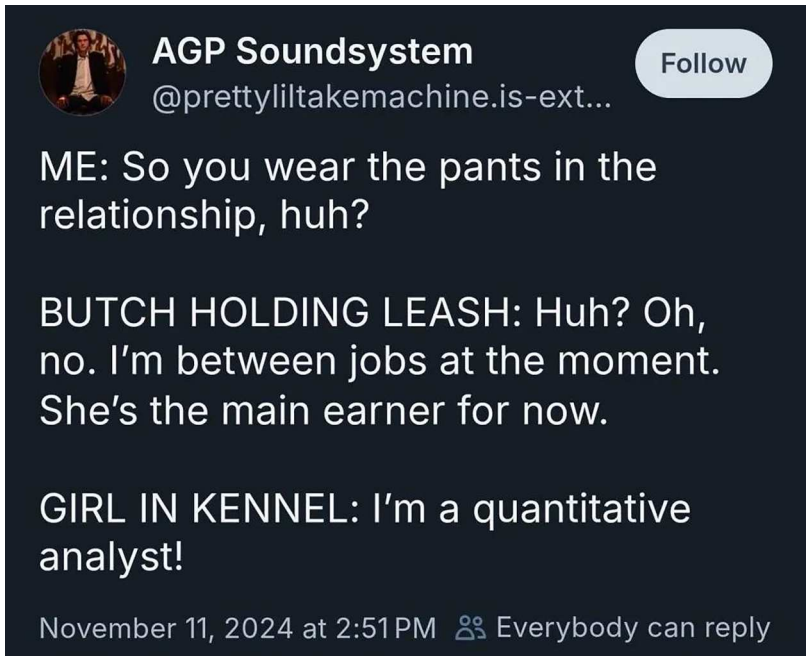 AGP Soundsystem
Follow
@prettyliltakemachine.is-ext...
ME: So you wear the pants in the
relationship, huh?
BUTCH HOLDING LEASH: Huh? Oh,
no. I’m between jobs at the moment.
She’s the main earner for now.
GIRL IN KENNEL: I’m a quantitative
analyst!
November 11, 2024 at 2:51 PM Everybody can reply